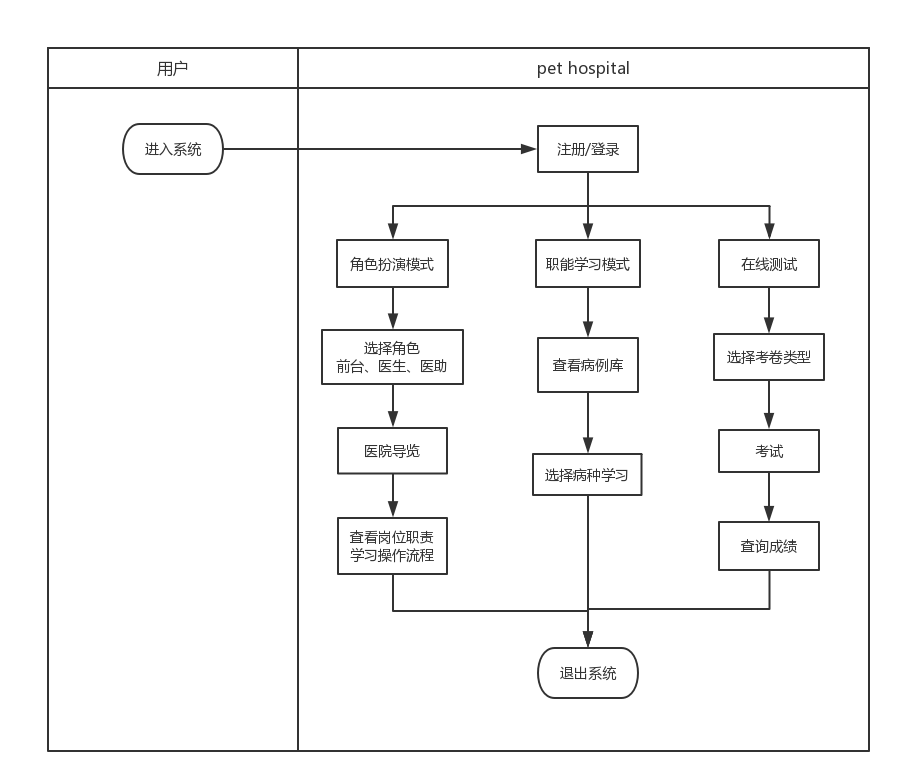 用户
pet hospital
进入系统
注册/登录
角色扮演模式
职能学习模式
在线测试
选择角色
前台、医生、医助
查看病例库
选择考卷类型
医院导览
选择病种学习
考试
查看岗位职责
学习操作流程
查询成绩
退出系统